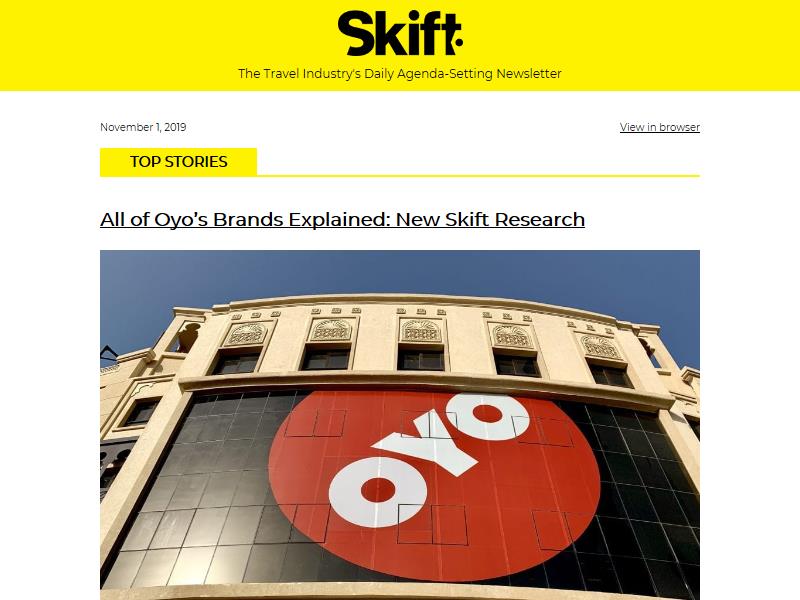 Skift
The Travel Industry's Daily Agenda-Setting Newsletter
November 1, 2019
View in browser
TOP STORIES
All of Oyo's Brands Explained: New Skift Research
OYO